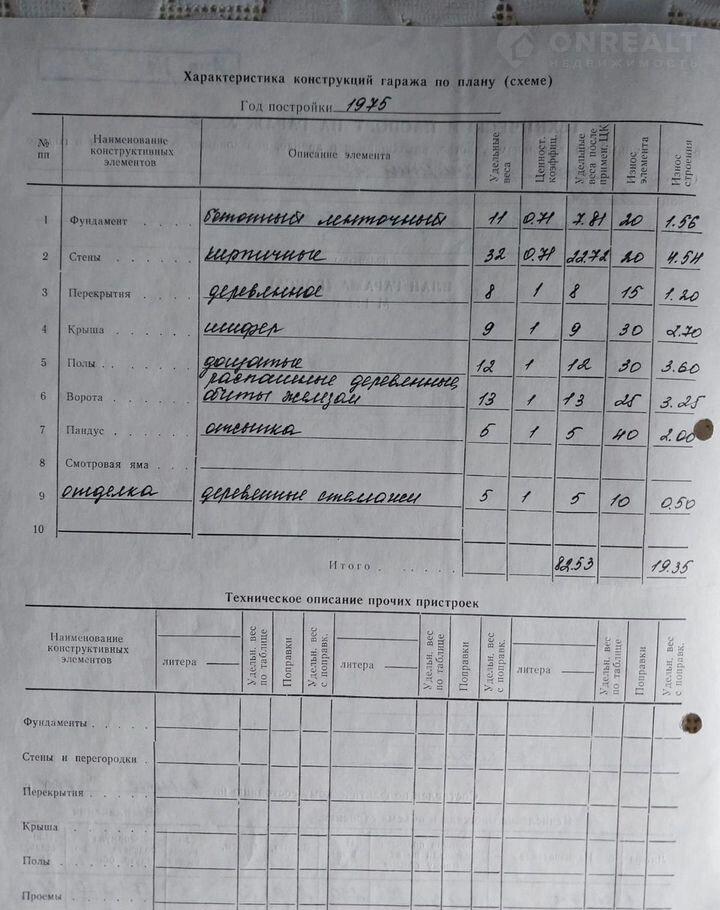 ONREALT
НЕДВИЖИМОСТЬ
Характеристика конструкций гаража по плану (схеме)
Год постройки 1975
№ пп Наименование конструктивных элементов Описание элемента Удельные веса Ценност. коэффиц. Удельные веса после примен. ЦК Износ элемента Износ строения
1 Фундамент . . . . бетонный ленточный 11 0.71 7.81 20 1.56
2 Стены . . . . . . кирпичные 32 0.71 22.72 20 4.54
3 Перекрытия . . . . деревянное 8 1 8 15 1.20
4 Крыша . . . . . . шифер 9 1 9 30 2.70
5 Полы . . . . . . дощатые 12 1 12 30 3.60
распашные деревянные,
6 Ворота . . . . . обиты железом 13 1 13 25 3.25
7 Пандус . . . . . отсыпка 5 1 5 40 2.00
8 Смотровая яма . . .
9 отделка деревянные стеллажи 5 1 5 10 0.50
10
Итого . . . . . . 82.53 19.35
Техническое описание прочих пристроек
Наименование конструктивных элементов литера Удельн. вес по таблице Поправки Удельн. вес с поправк. литера Удельн. вес по таблице Поправки Удельн. вес с поправк. литера Удельн. вес по таблице Поправки Удельн. вес с поправк.
Фундаменты . . . .
Стены и перегородки .
Перекрытия . . . .
Крыша . . . . . .
Полы . . . . . .
Проемы . . . . .